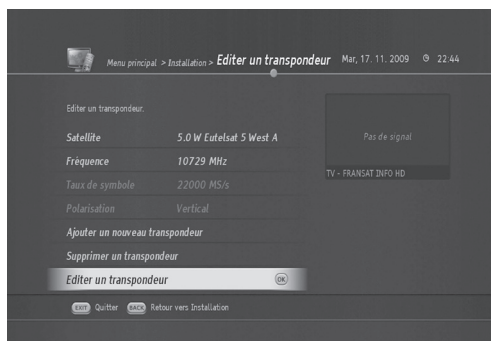 Menu principal > Installation > Editer un transpondeur Mar, 17. 11. 2009 22:44
Editer un transpondeur.
Satellite 5.0 W Eutelsat 5 West A
Fréquence 10729 MHz
Taux de symbole 22000 MS/s
Polarisation Vertical
Ajouter un nouveau transpondeur
Supprimer un transpondeur
Editer un transpondeur OK
Pas de signal
TV - FRANSAT INFO HD
EXIT Quitter BACK Retour vers Installation